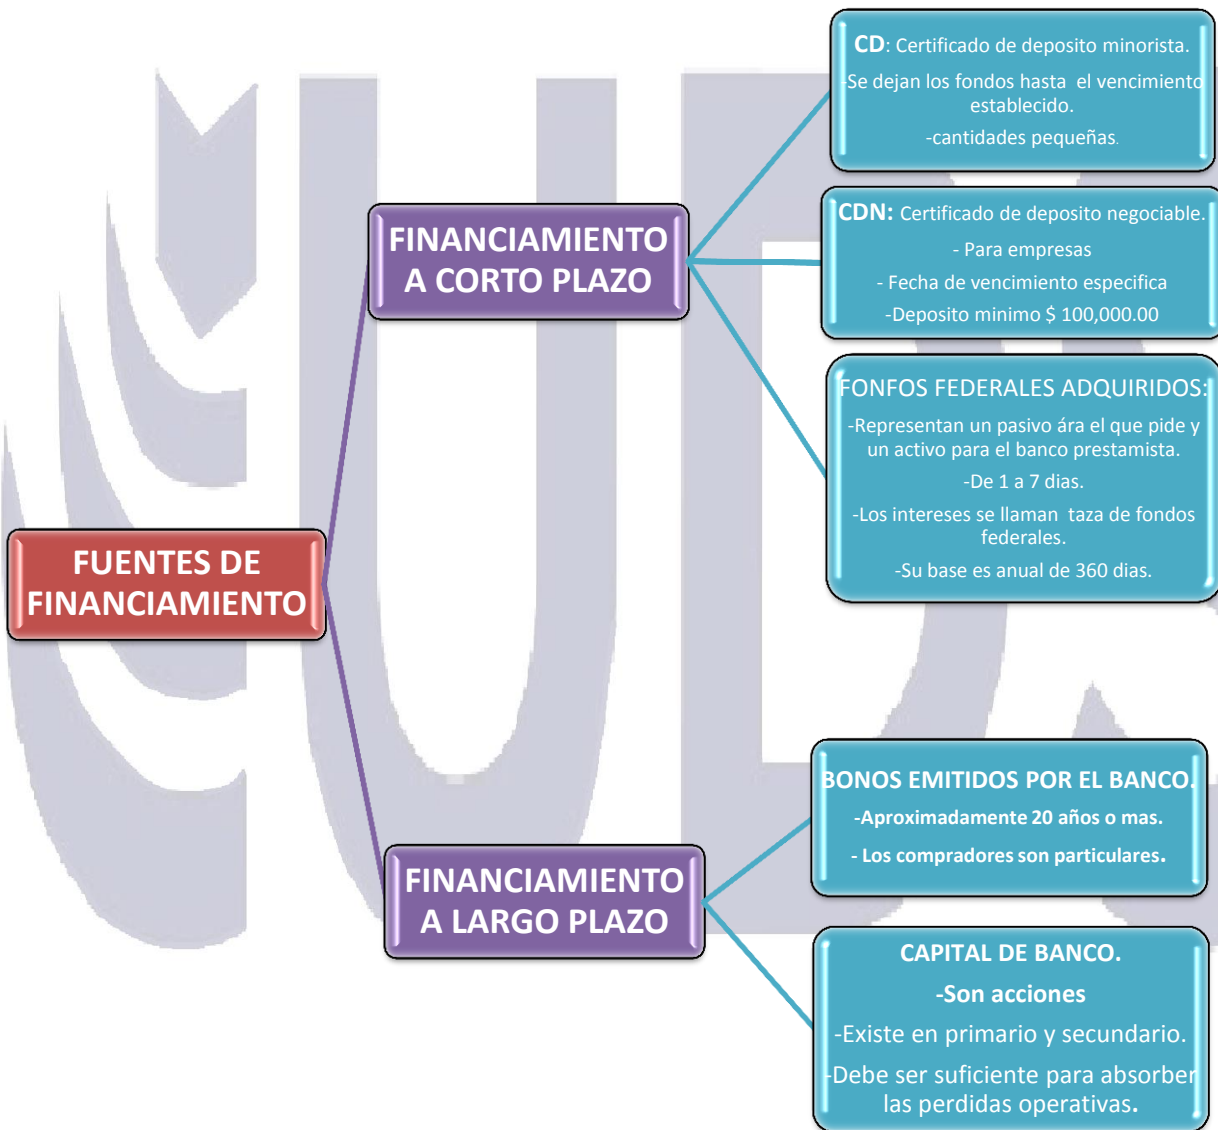 FUENTES DE
FINANCIAMIENTO
FINANCIAMIENTO
A CORTO PLAZO
CD: Certificado de deposito minorista.
-Se dejan los fondos hasta el vencimiento
establecido.
-cantidades pequeñas.
CDN: Certificado de deposito negociable.
- Para empresas
- Fecha de vencimiento especifica
-Deposito minimo $ 100,000.00
FONFOS FEDERALES ADQUIRIDOS:
-Representan un pasivo ára el que pide y
un activo para el banco prestamista.
-De 1 a 7 dias.
-Los intereses se llaman taza de fondos
federales.
-Su base es anual de 360 dias.
FINANCIAMIENTO
A LARGO PLAZO
BONOS EMITIDOS POR EL BANCO.
-Aproximadamente 20 años o mas.
- Los compradores son particulares.
CAPITAL DE BANCO.
-Son acciones
-Existe en primario y secundario.
-Debe ser suficiente para absorber
las perdidas operativas.